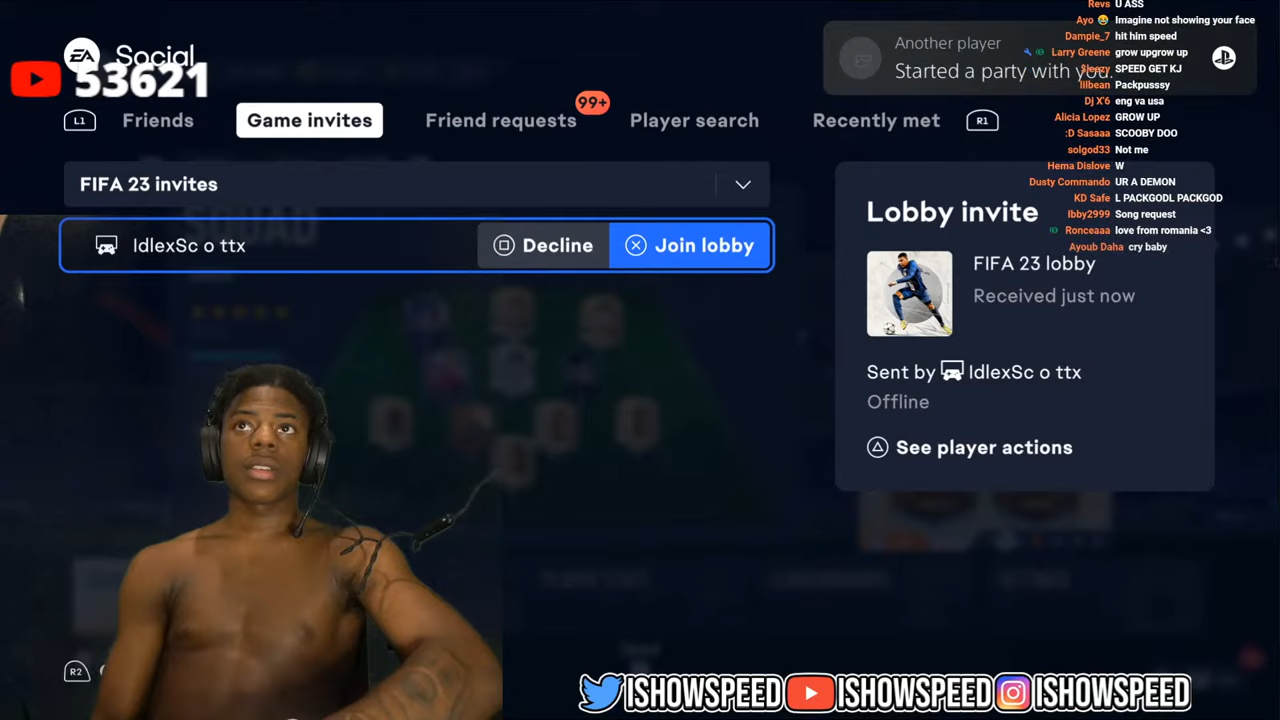 EA Social
53621
L1 Friends Game invites Friend requests 99+ Player search Recently met R1
FIFA 23 invites
IdlexSc o ttx Decline Join lobby
Lobby invite
FIFA 23 lobby
Received just now
Sent by IdlexSc o ttx
Offline
See player actions
Another player
Started a party with you.
Revs U ASS
Ayo 😂 Imagine not showing your face
Dampie_7 hit him speed
Larry Greene grow upgrow up
Sleezy SPEED GET KJ
lilbean Packpusssy
Dj X'6 eng va usa
Alicia Lopez GROW UP
:D Sasaaa SCOOBY DOO
solgod33 Not me
Hema Dislove W
Dusty Commando UR A DEMON
KD Safe L PACKGODL PACKGOD
Ibby2999 Song request
Ronceaaa love from romania <3
Ayoub Daha cry baby
R2
ISHOWSPEED ISHOWSPEED ISHOWSPEED